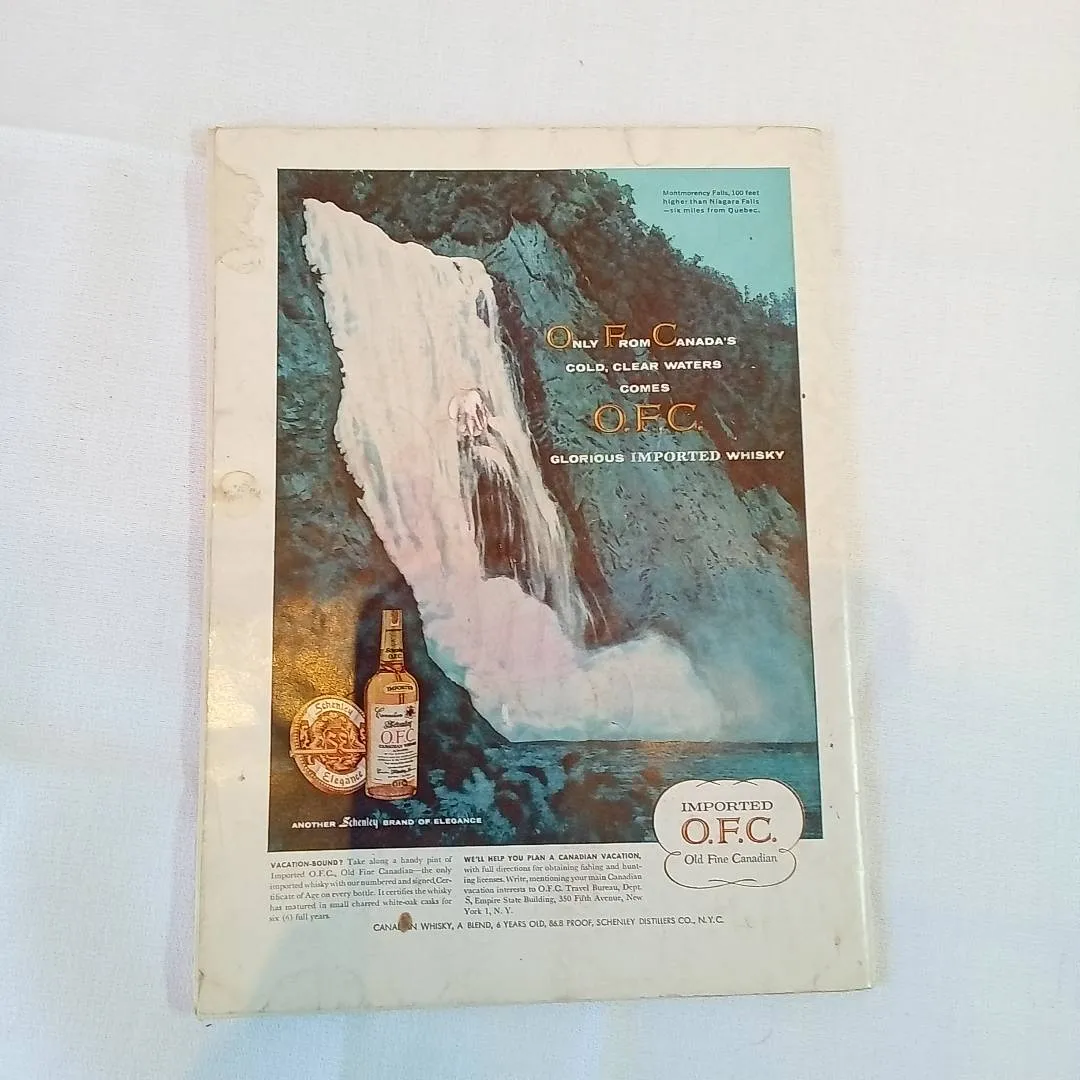 Montmorency Falls, 100 feet
higher than Niagara Falls
—six miles from Quebec.
ONLY FROM CANADA'S
COLD, CLEAR WATERS
COMES
O.F.C.
GLORIOUS IMPORTED WHISKY
Schenley
O.F.C.
IMPORTED
Canadian
Schenley
O.F.C.
CANADIAN WHISKY
Schenley
Elegance
ANOTHER Schenley BRAND OF ELEGANCE
IMPORTED
O.F.C.
Old Fine Canadian
VACATION-BOUND? Take along a handy pint of
Imported O.F.C., Old Fine Canadian—the only
imported whisky with our numbered and signed Cer-
tificate of Age on every bottle. It certifies the whisky
has matured in small charred white-oak casks for
six (6) full years.
WE'LL HELP YOU PLAN A CANADIAN VACATION,
with full directions for obtaining fishing and hunt-
ing licenses. Write, mentioning your main Canadian
vacation interests to O.F.C. Travel Bureau, Dept.
S, Empire State Building, 350 Fifth Avenue, New
York 1, N. Y.
CANADIAN WHISKY, A BLEND, 6 YEARS OLD, 86.8 PROOF, SCHENLEY DISTILLERS CO., N.Y.C.